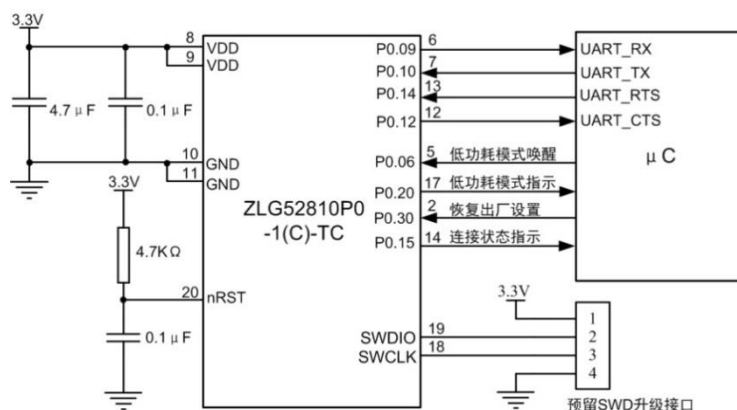 3.3V
8 VDD
9 VDD
4.7μF
0.1μF
10 GND
11 GND
3.3V
4.7KΩ
20 nRST
0.1μF
ZLG52810P0
-1(C)-TC
P0.09 6 UART_RX
P0.10 7 UART_TX
P0.14 13 UART_RTS
P0.12 12 UART_CTS
μC
P0.06 5 低功耗模式唤醒
P0.20 17 低功耗模式指示
P0.30 2 恢复出厂设置
P0.15 14 连接状态指示
3.3V
SWDIO 19
SWCLK 18
1
2
3
4
预留SWD升级接口